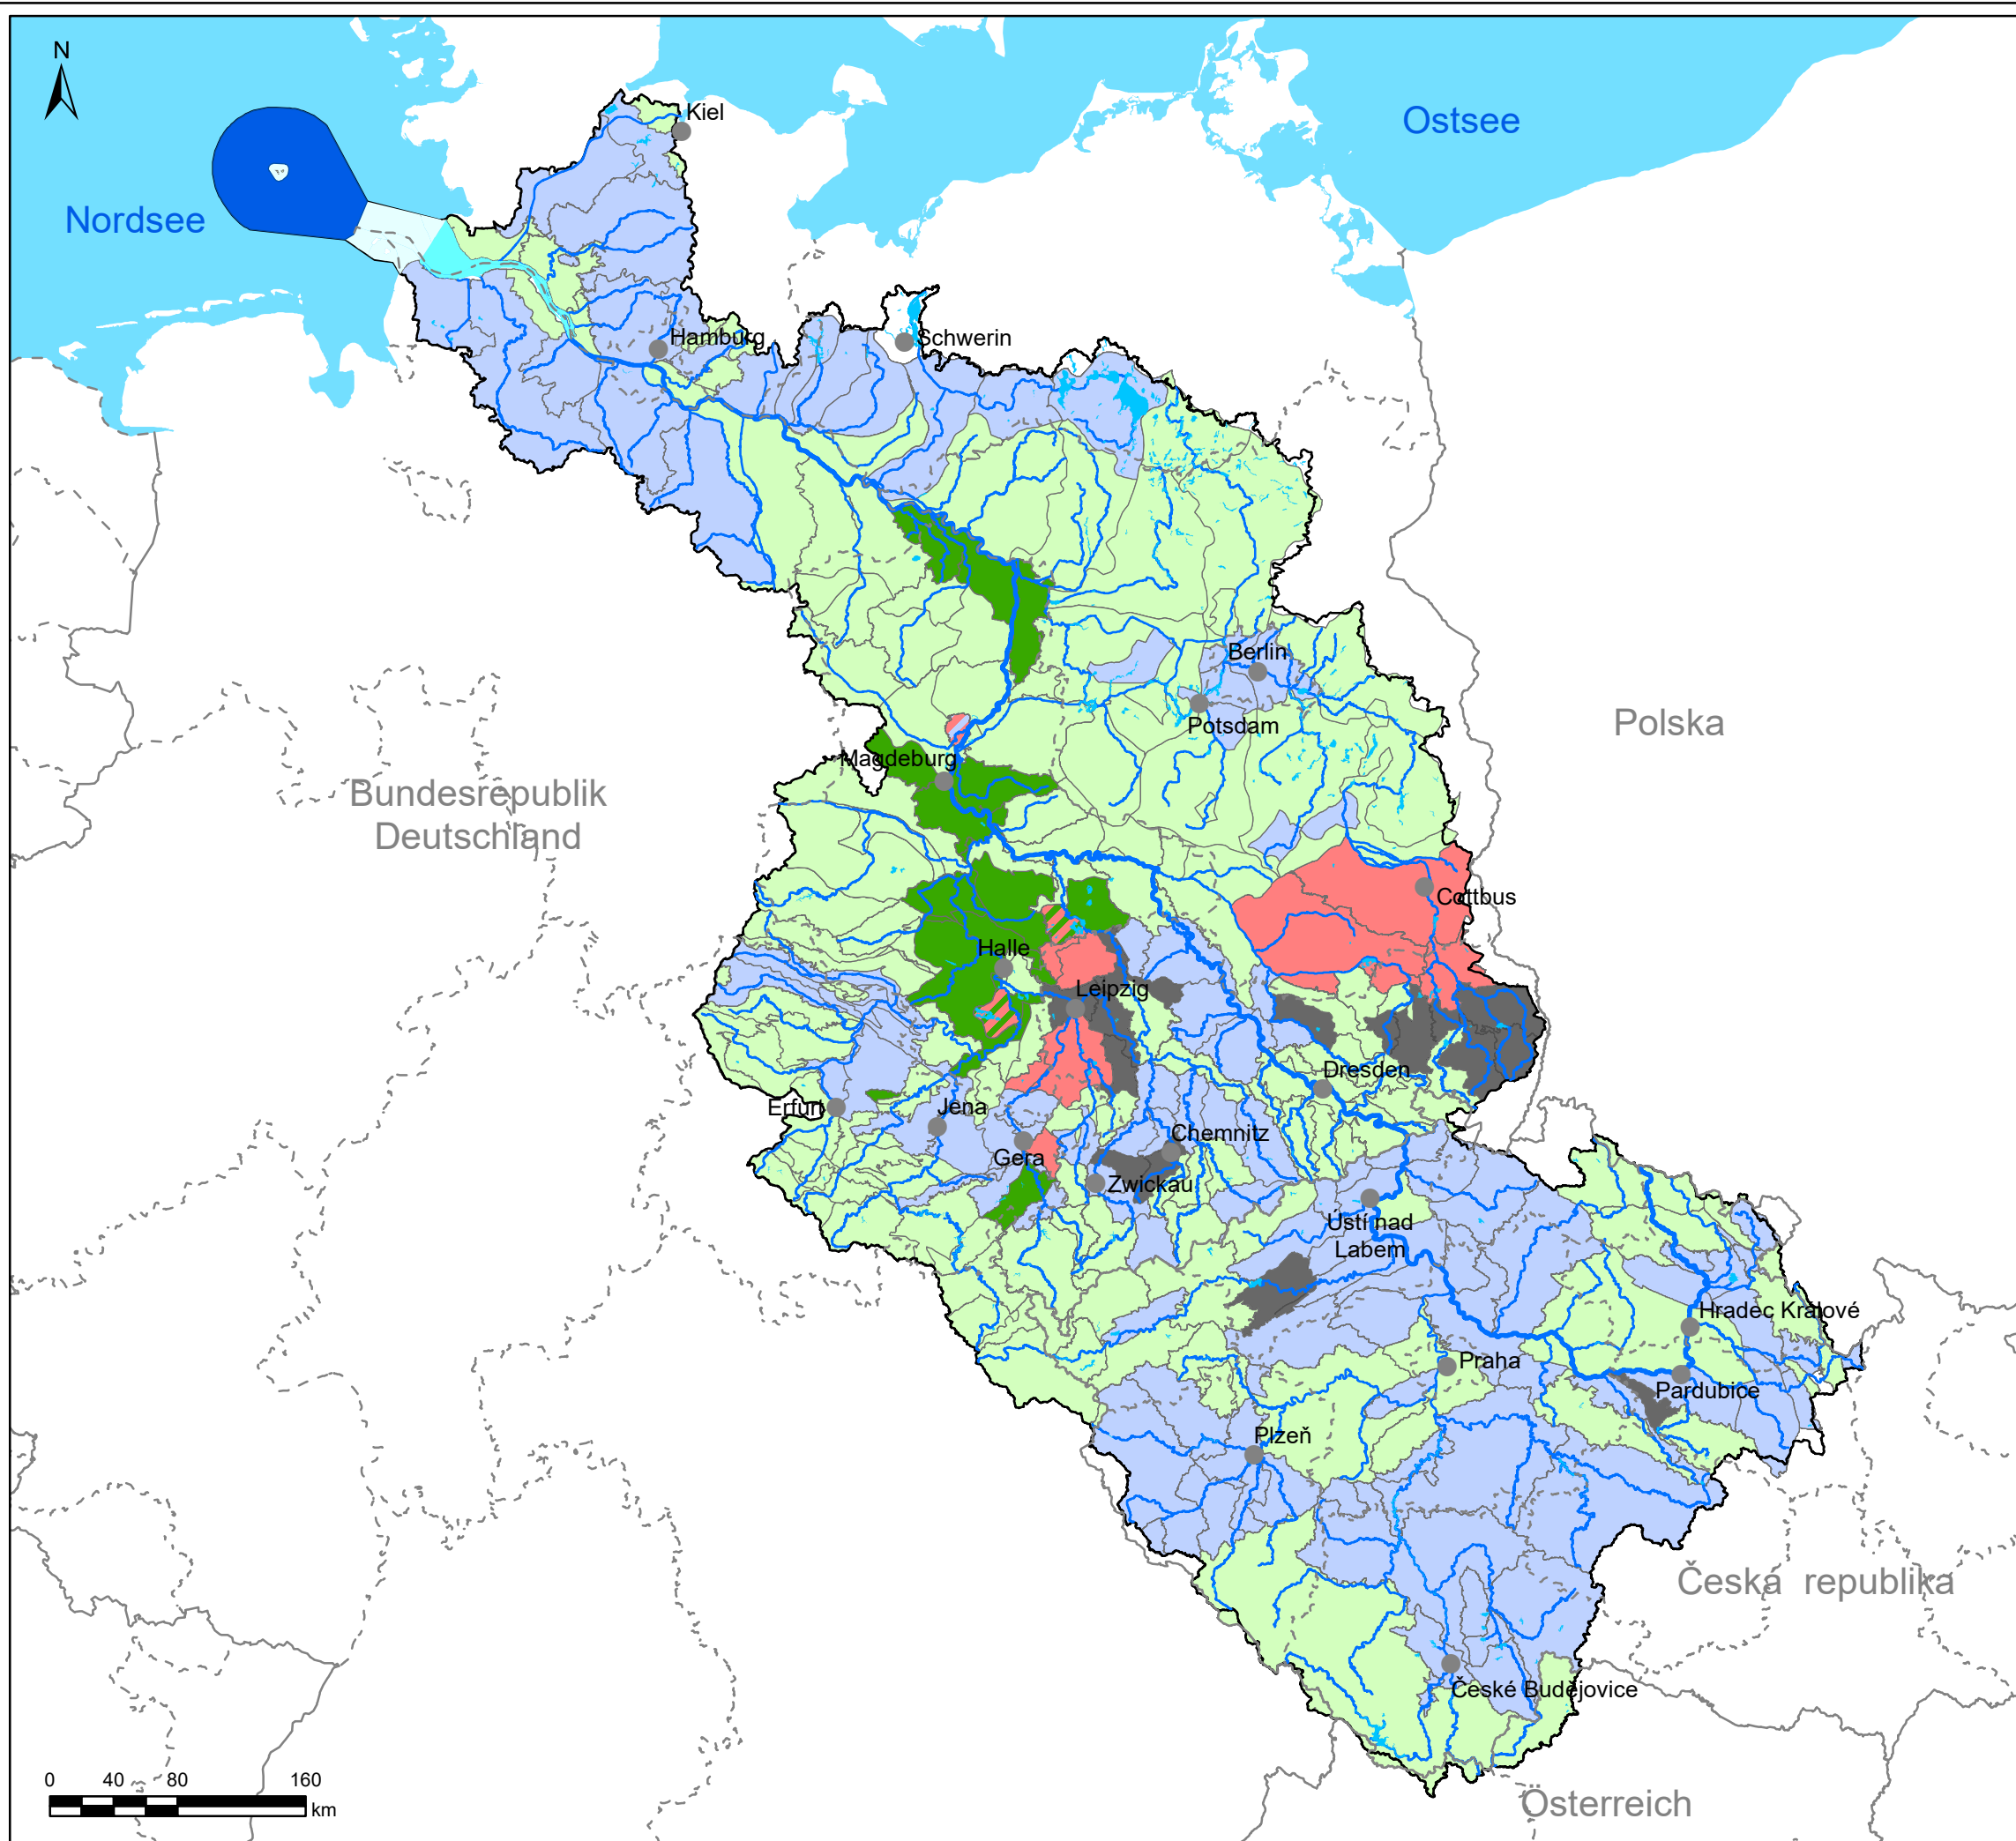 N
Kiel
Ostsee
Nordsee
Hamburg
Schwerin
Berlin
Polska
Potsdam
Magdeburg
Bundesrepublik
Deutschland
Cottbus
Halle
Leipzig
Dresden
Erfurt
Jena
Chemnitz
Gera
Zwickau
Ústí nad
Labem
Hradec Králové
Praha
Pardubice
Plzeň
Česká republika
České Budějovice
Österreich
0 40 80 160
km